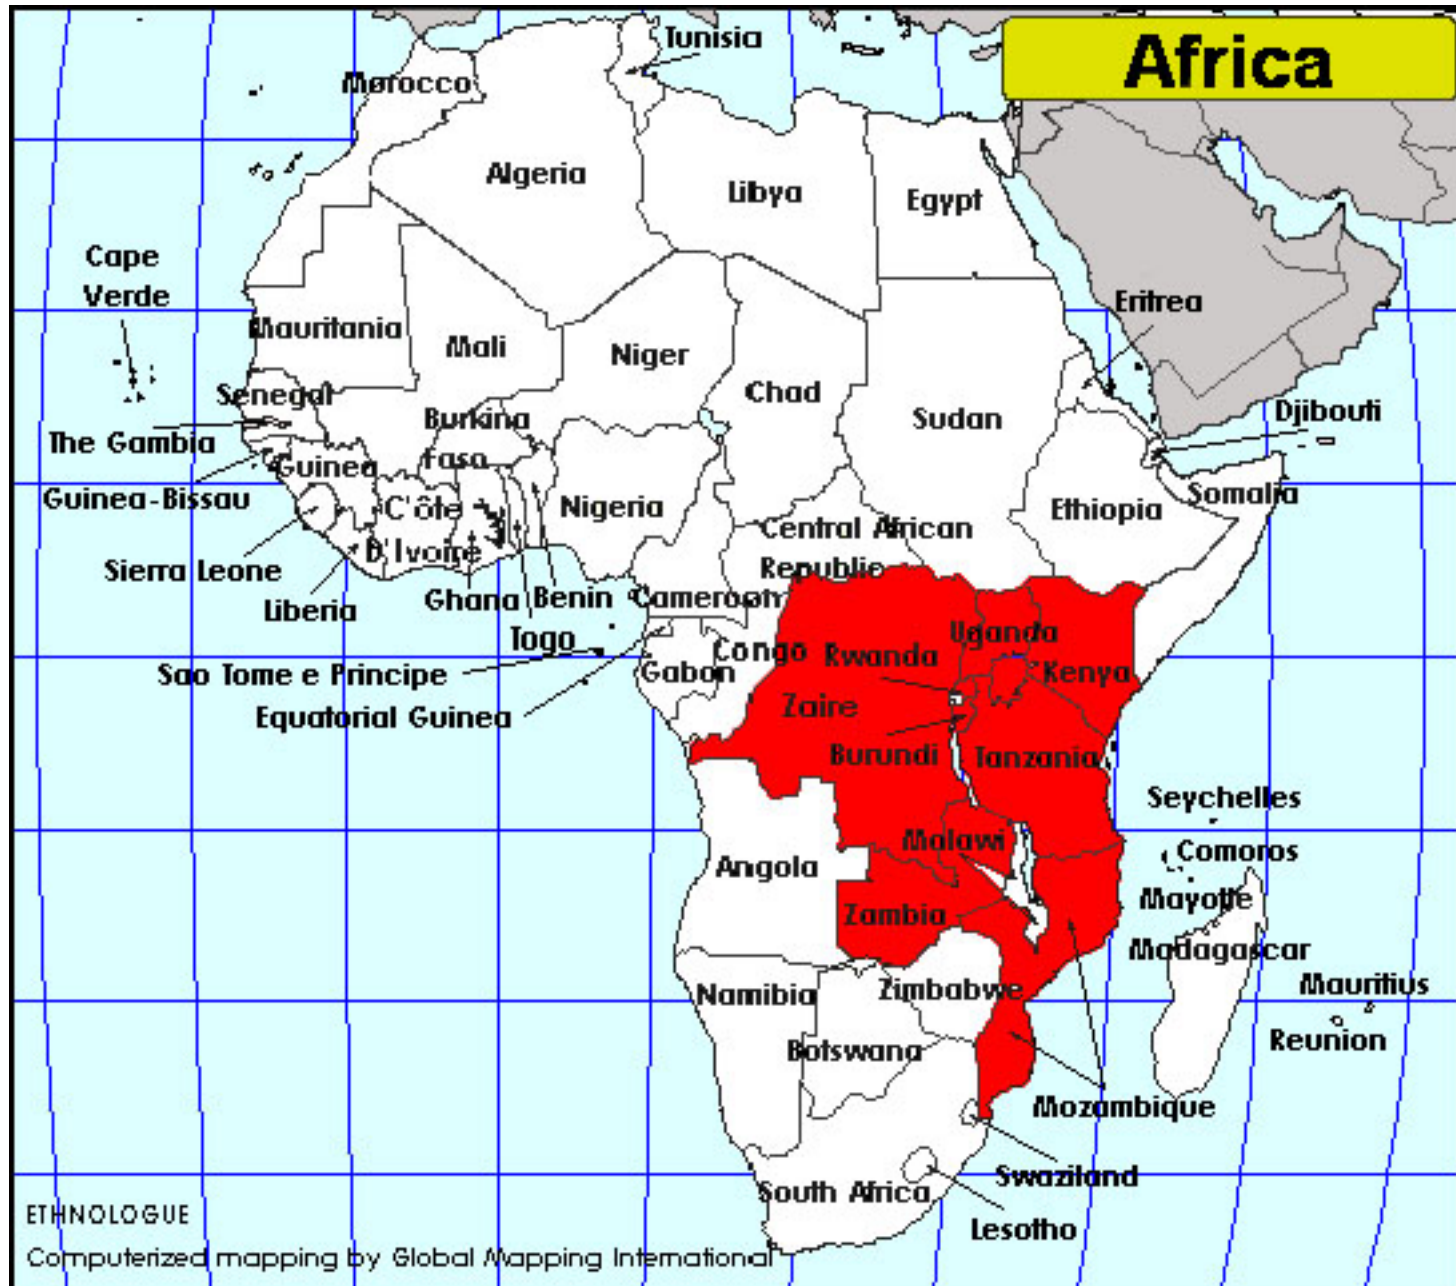 Africa
Tunisia
Morocco
Algeria
Libya
Egypt
Cape
Verde
Mauritania
Mali
Niger
Chad
Sudan
Eritrea
Djibouti
Senegal
The Gambia
Burkina
Faso
Guinea
Guinea-Bissau
C'ôte
D'Ivoire
Nigeria
Central African
Republic
Ethiopia
Somalia
Sierra Leone
Liberia
Ghana
Benin
Togo
Cameroon
Sao Tome e Principe
Equatorial Guinea
Gabon
Congo
Rwanda
Uganda
Kenya
Zaire
Burundi
Tanzania
Seychelles
Comoros
Mayotte
Madagascar
Mauritius
Reunion
Angola
Malawi
Zambia
Namibia
Zimbabwe
Botswana
Mozambique
Swaziland
South Africa
Lesotho
ETHNOLOGUE
Computerized mapping by Global Mapping International